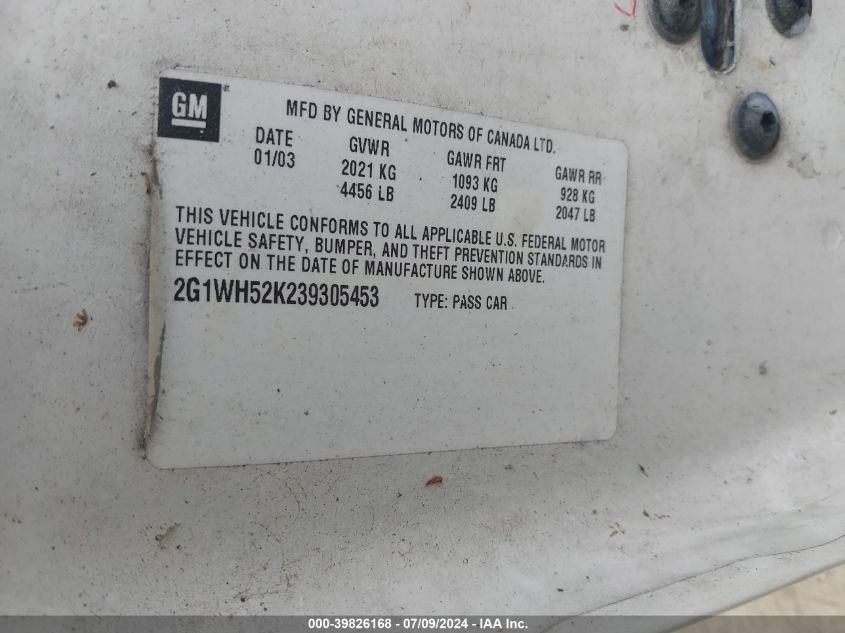 GM
MFD BY GENERAL MOTORS OF CANADA LTD.
DATE GVWR GAWR FRT GAWR RR
01/03 2021 KG 1093 KG 928 KG
4456 LB 2409 LB 2047 LB
THIS VEHICLE CONFORMS TO ALL APPLICABLE U.S. FEDERAL MOTOR
VEHICLE SAFETY, BUMPER, AND THEFT PREVENTION STANDARDS IN
EFFECT ON THE DATE OF MANUFACTURE SHOWN ABOVE.
2G1WH52K239305453 TYPE: PASS CAR
000-39826168 - 07/09/2024 - IAA Inc.